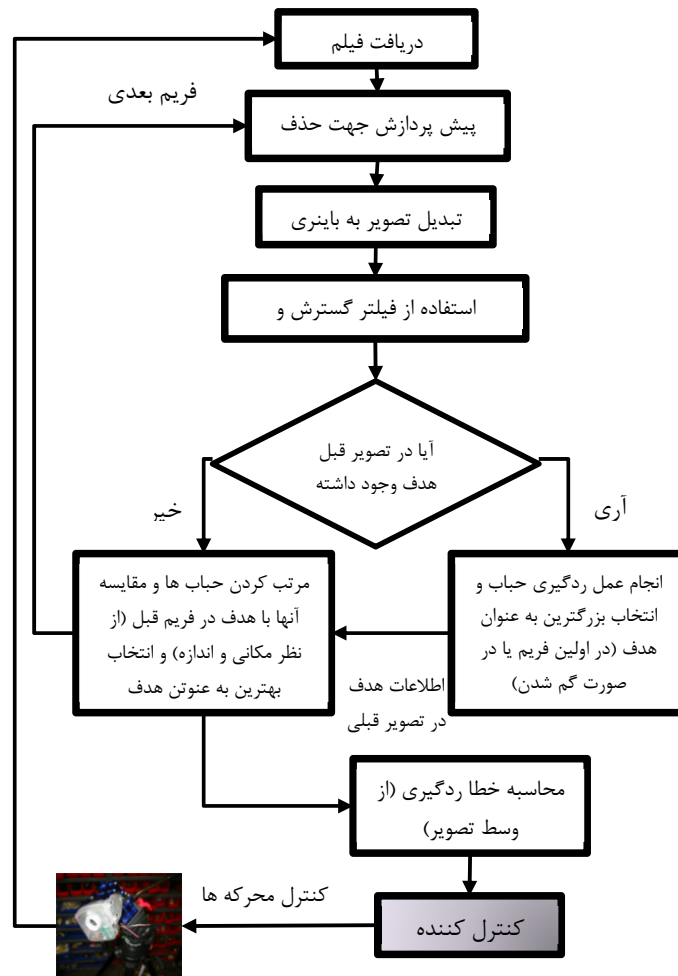 دریافت فیلم
فریم بعدی
پیش پردازش جهت حذف
تبدیل تصویر به باینری
استفاده از فیلتر گسترش و
آیا در تصویر قبل
هدف وجود داشته
آری
خیر
انجام عمل ردگیری حباب و
انتخاب بزرگترین به عنوان
هدف (در اولین فریم یا در
صورت گم شدن)
مرتب کردن حباب ها و مقایسه
آنها با هدف در فریم قبل (از
نظر مکانی و اندازه) و انتخاب
بهترین به عنوتن هدف
اطلاعات هدف
در تصویر قبلی
محاسبه خطا ردگیری (از
وسط تصویر)
کنترل کننده
کنترل محرکه ها